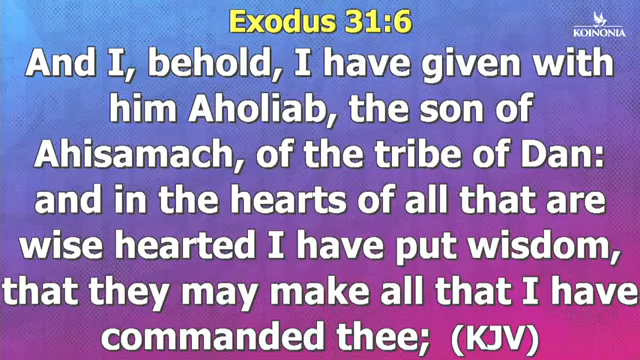 Exodus 31:6
KOINONIA
And I, behold, I have given with
him Aholiab, the son of
Ahisamach, of the tribe of Dan:
and in the hearts of all that are
wise hearted I have put wisdom,
that they may make all that I have
commanded thee; (KJV)